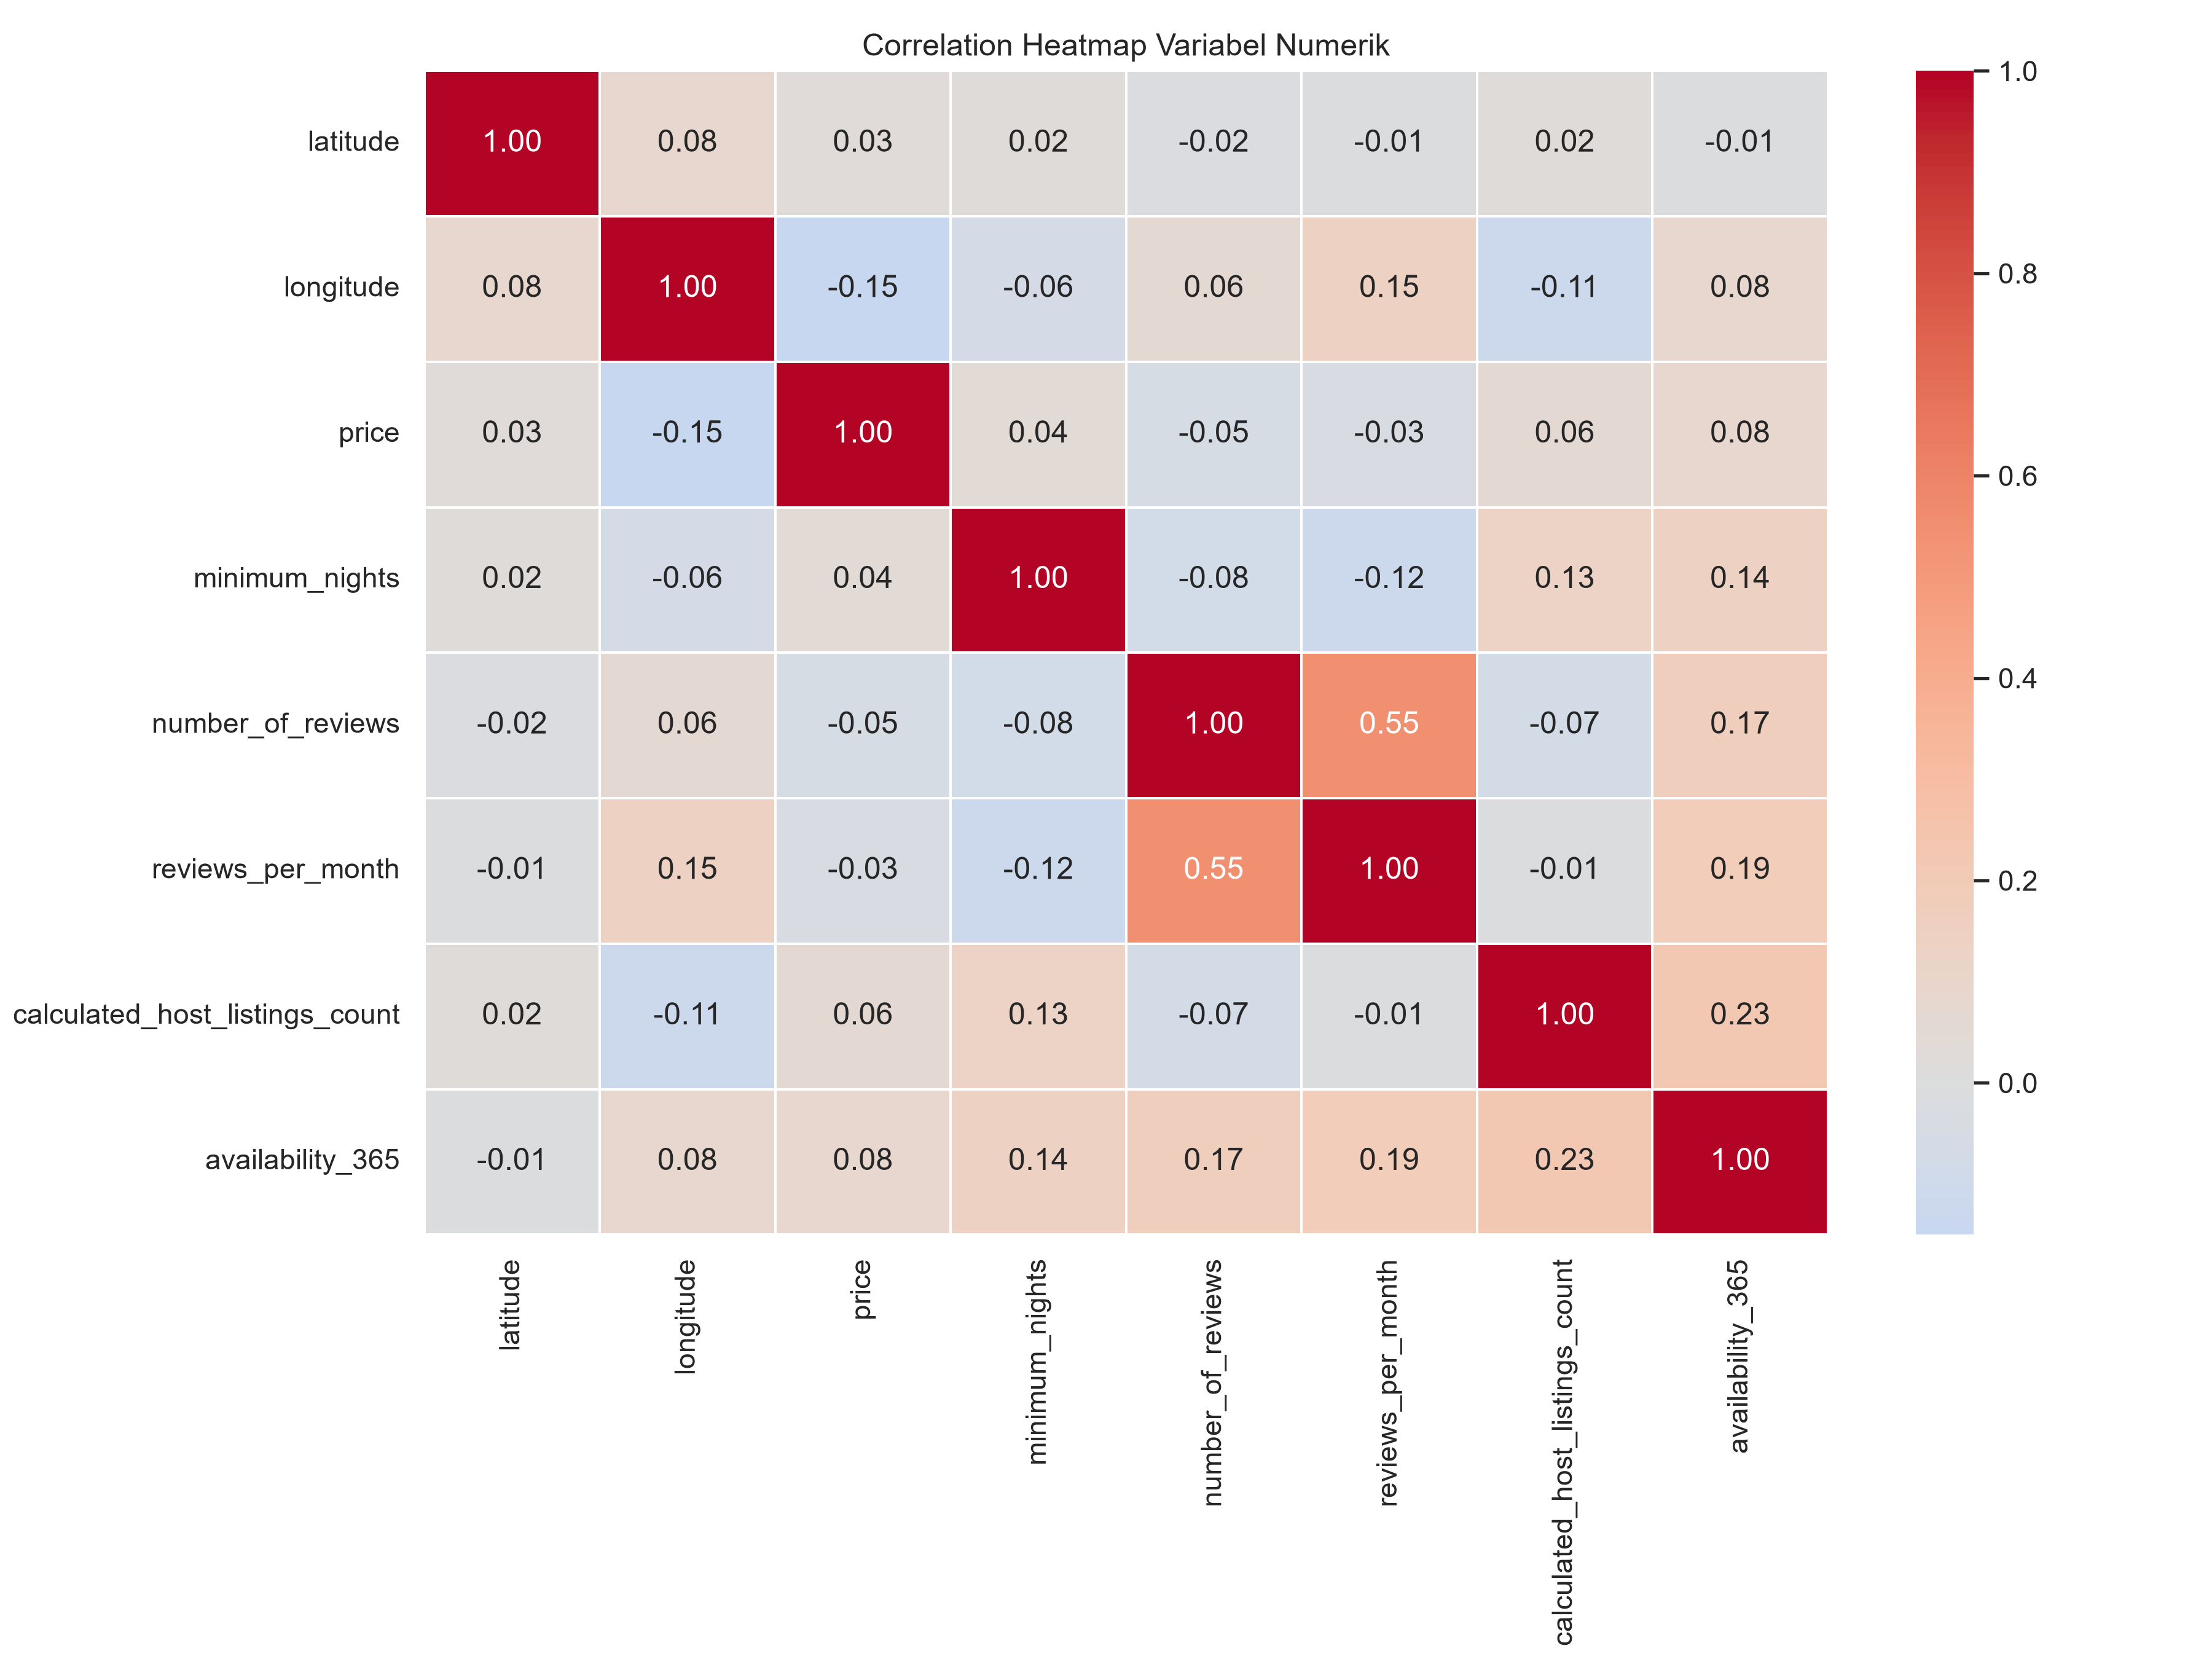 Correlation Heatmap Variabel Numerik
latitude 1.00 0.08 0.03 0.02 -0.02 -0.01 0.02 -0.01
longitude 0.08 1.00 -0.15 -0.06 0.06 0.15 -0.11 0.08
price 0.03 -0.15 1.00 0.04 -0.05 -0.03 0.06 0.08
minimum_nights 0.02 -0.06 0.04 1.00 -0.08 -0.12 0.13 0.14
number_of_reviews -0.02 0.06 -0.05 -0.08 1.00 0.55 -0.07 0.17
reviews_per_month -0.01 0.15 -0.03 -0.12 0.55 1.00 -0.01 0.19
calculated_host_listings_count 0.02 -0.11 0.06 0.13 -0.07 -0.01 1.00 0.23
availability_365 -0.01 0.08 0.08 0.14 0.17 0.19 0.23 1.00
latitude
longitude
price
minimum_nights
number_of_reviews
reviews_per_month
calculated_host_listings_count
availability_365
1.0
0.8
0.6
0.4
0.2
0.0